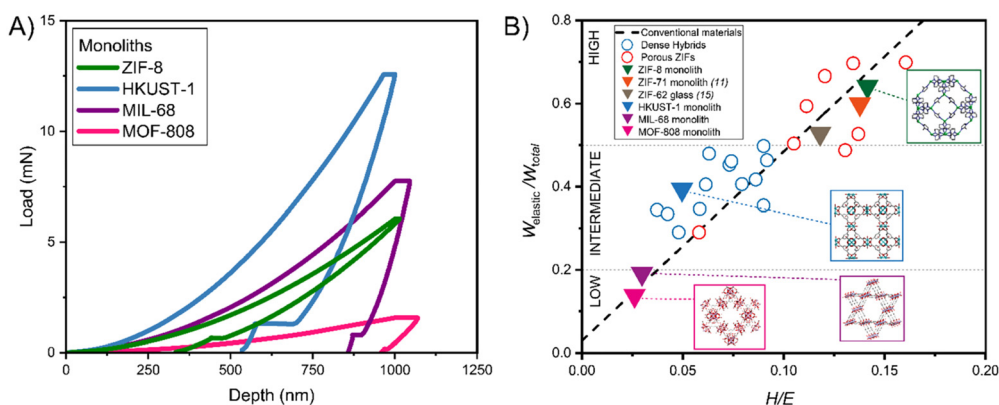 A)
Load (mN)
15
10
5
0
Monoliths
ZIF-8
HKUST-1
MIL-68
MOF-808
0 250 500 750 1000 1250
Depth (nm)
B)
Welastic/Wtotal
0.8
0.6
0.4
0.2
0.0
HIGH
INTERMEDIATE
LOW
Conventional materials
Dense Hybrids
Porous ZIFs
ZIF-8 monolith
ZIF-71 monolith (11)
ZIF-62 glass (15)
HKUST-1 monolith
MIL-68 monolith
MOF-808 monolith
0.00 0.05 0.10 0.15 0.20
H/E